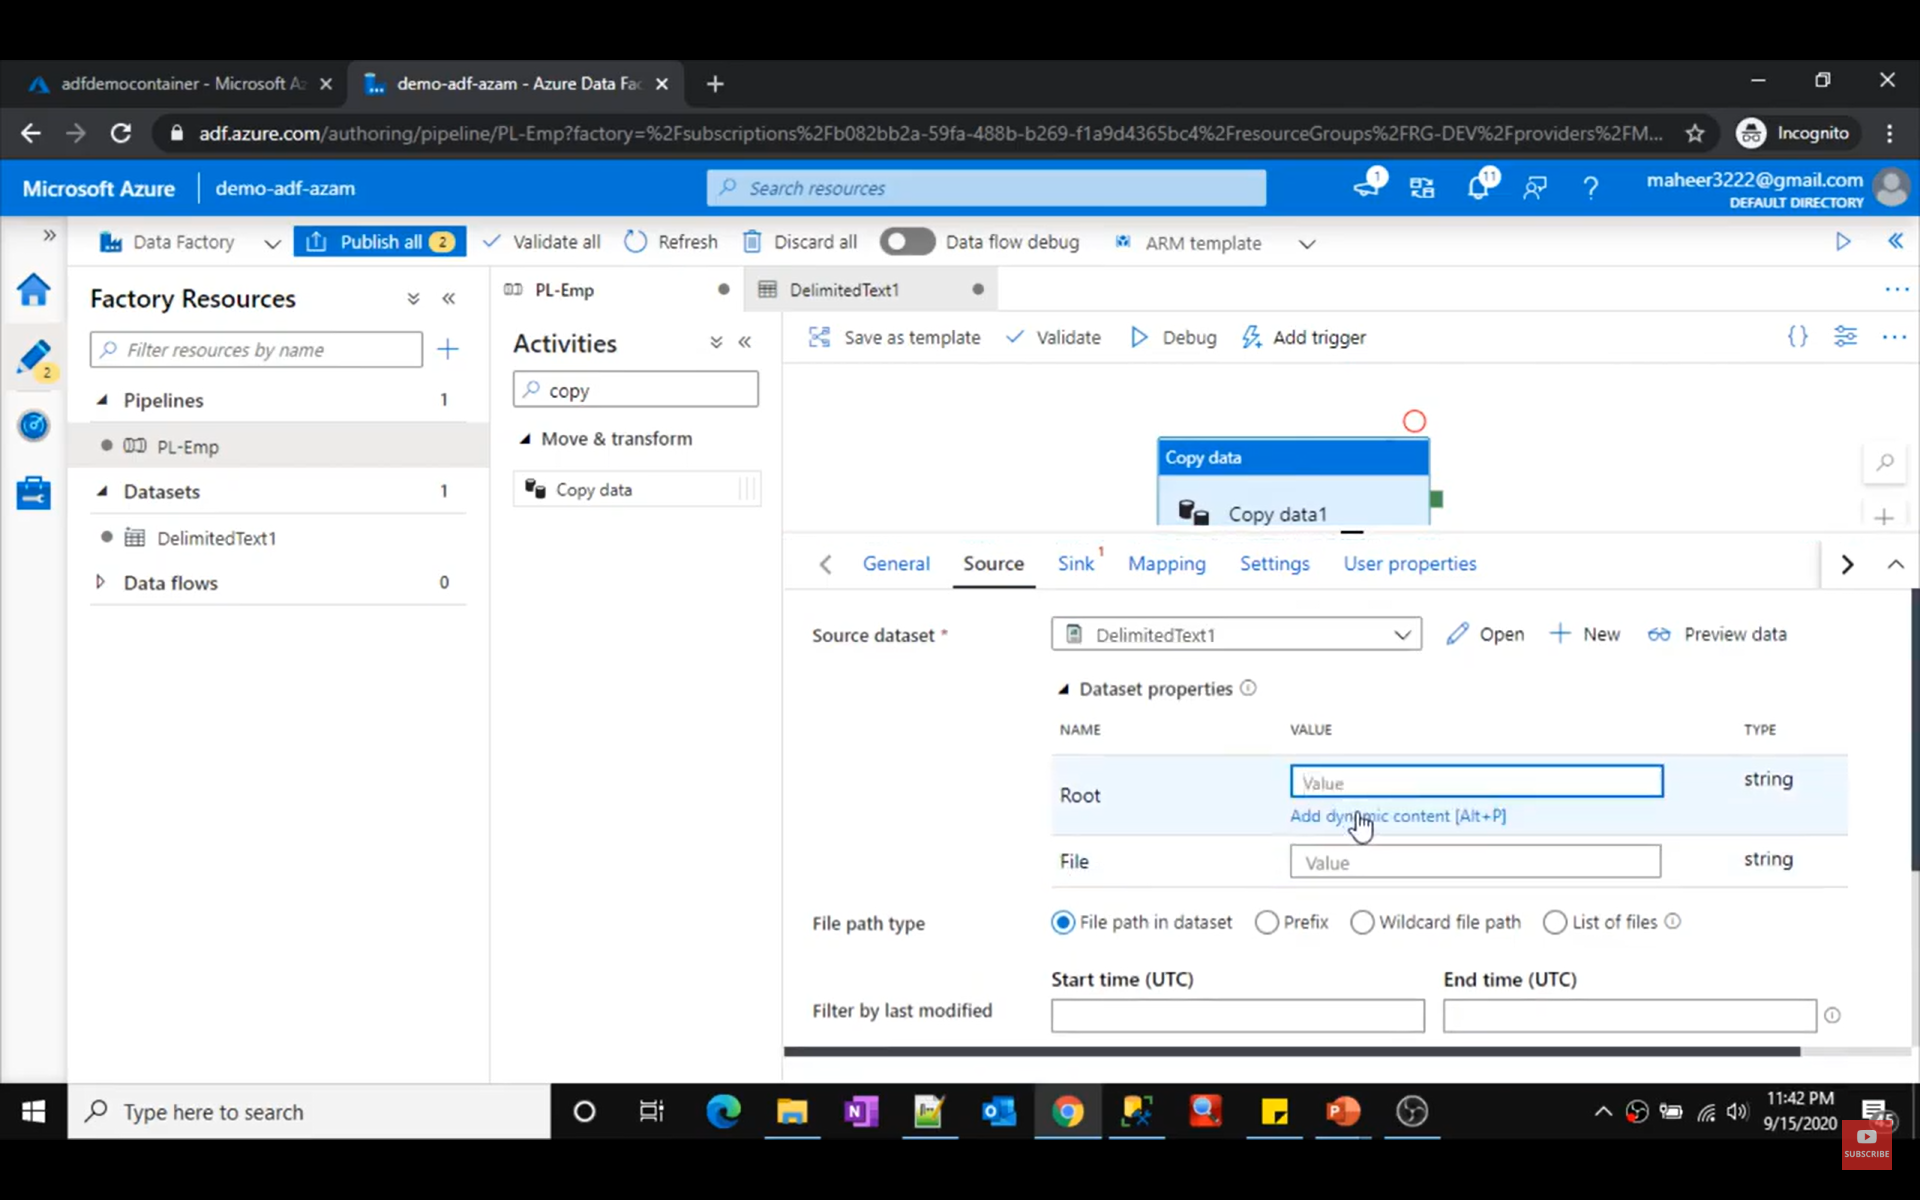 adfdemocontainer - Microsoft Az
demo-adf-azam - Azure Data Fac
adf.azure.com/authoring/pipeline/PL-Emp?factory=%2Fsubscriptions%2Fb082bb2a-59fa-488b-b269-f1a9d4365bc4%2FresourceGroups%2FRG-DEV%2Fproviders%2FM...
Incognito
Microsoft Azure
demo-adf-azam
Search resources
1
11
maheer3222@gmail.com
DEFAULT DIRECTORY
Data Factory
Publish all 2
Validate all
Refresh
Discard all
Data flow debug
ARM template
2
Factory Resources
Filter resources by name
Pipelines 1
PL-Emp
Datasets 1
DelimitedText1
Data flows 0
PL-Emp
DelimitedText1
Activities
copy
Move & transform
Copy data
Save as template
Validate
Debug
Add trigger
Copy data
Copy data1
General
Source
Sink 1
Mapping
Settings
User properties
Source dataset *
DelimitedText1
Open
New
Preview data
Dataset properties
NAME VALUE TYPE
Root Value string
Add dynamic content [Alt+P]
File Value string
File path type
File path in dataset
Prefix
Wildcard file path
List of files
Start time (UTC) End time (UTC)
Filter by last modified
Type here to search
11:42 PM
9/15/2020
45
SUBSCRIBE